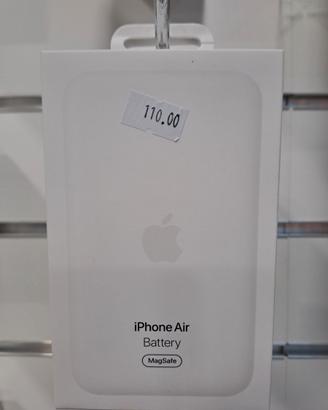 110.00
iPhone Air
Battery
MagSafe